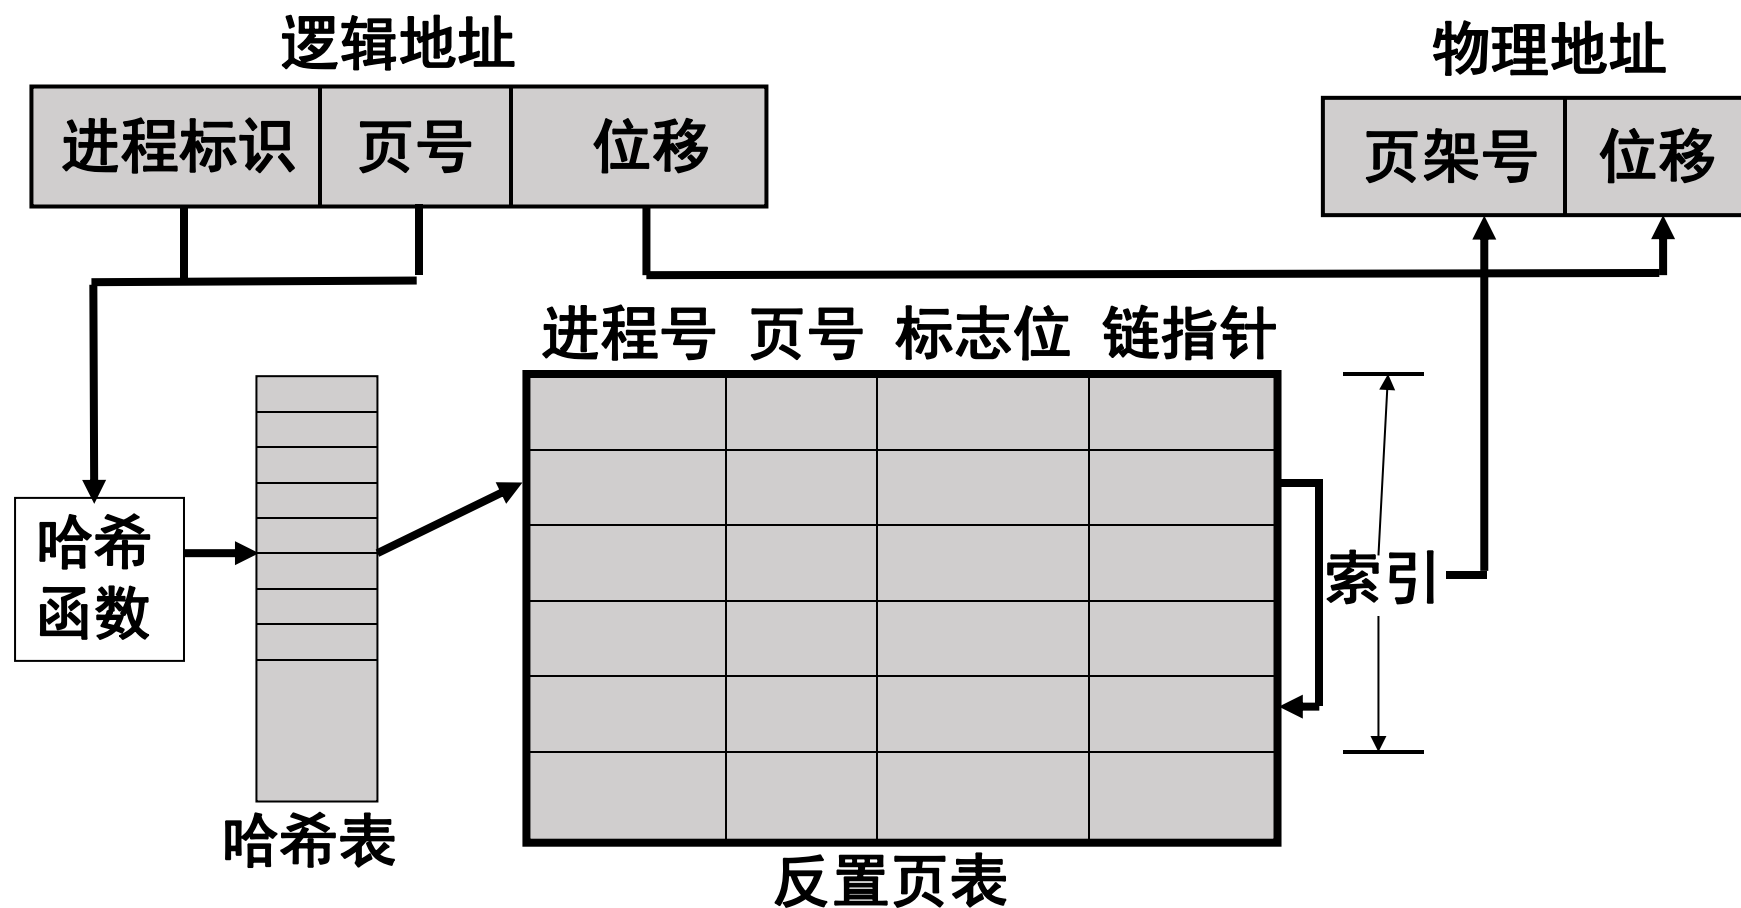 逻辑地址
物理地址
进程标识 页号 位移
页架号 位移
进程号 页号 标志位 链指针
哈希
函数
索引
哈希表
反置页表